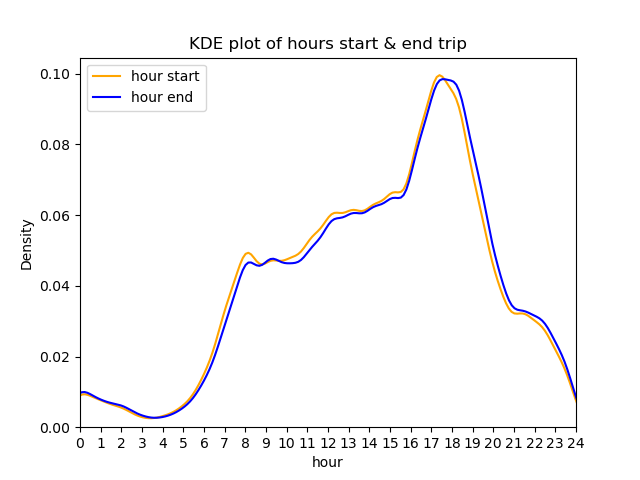 KDE plot of hours start & end trip
hour start
hour end
Density
0.10
0.08
0.06
0.04
0.02
0.00
0 1 2 3 4 5 6 7 8 9 10 11 12 13 14 15 16 17 18 19 20 21 22 23 24
hour